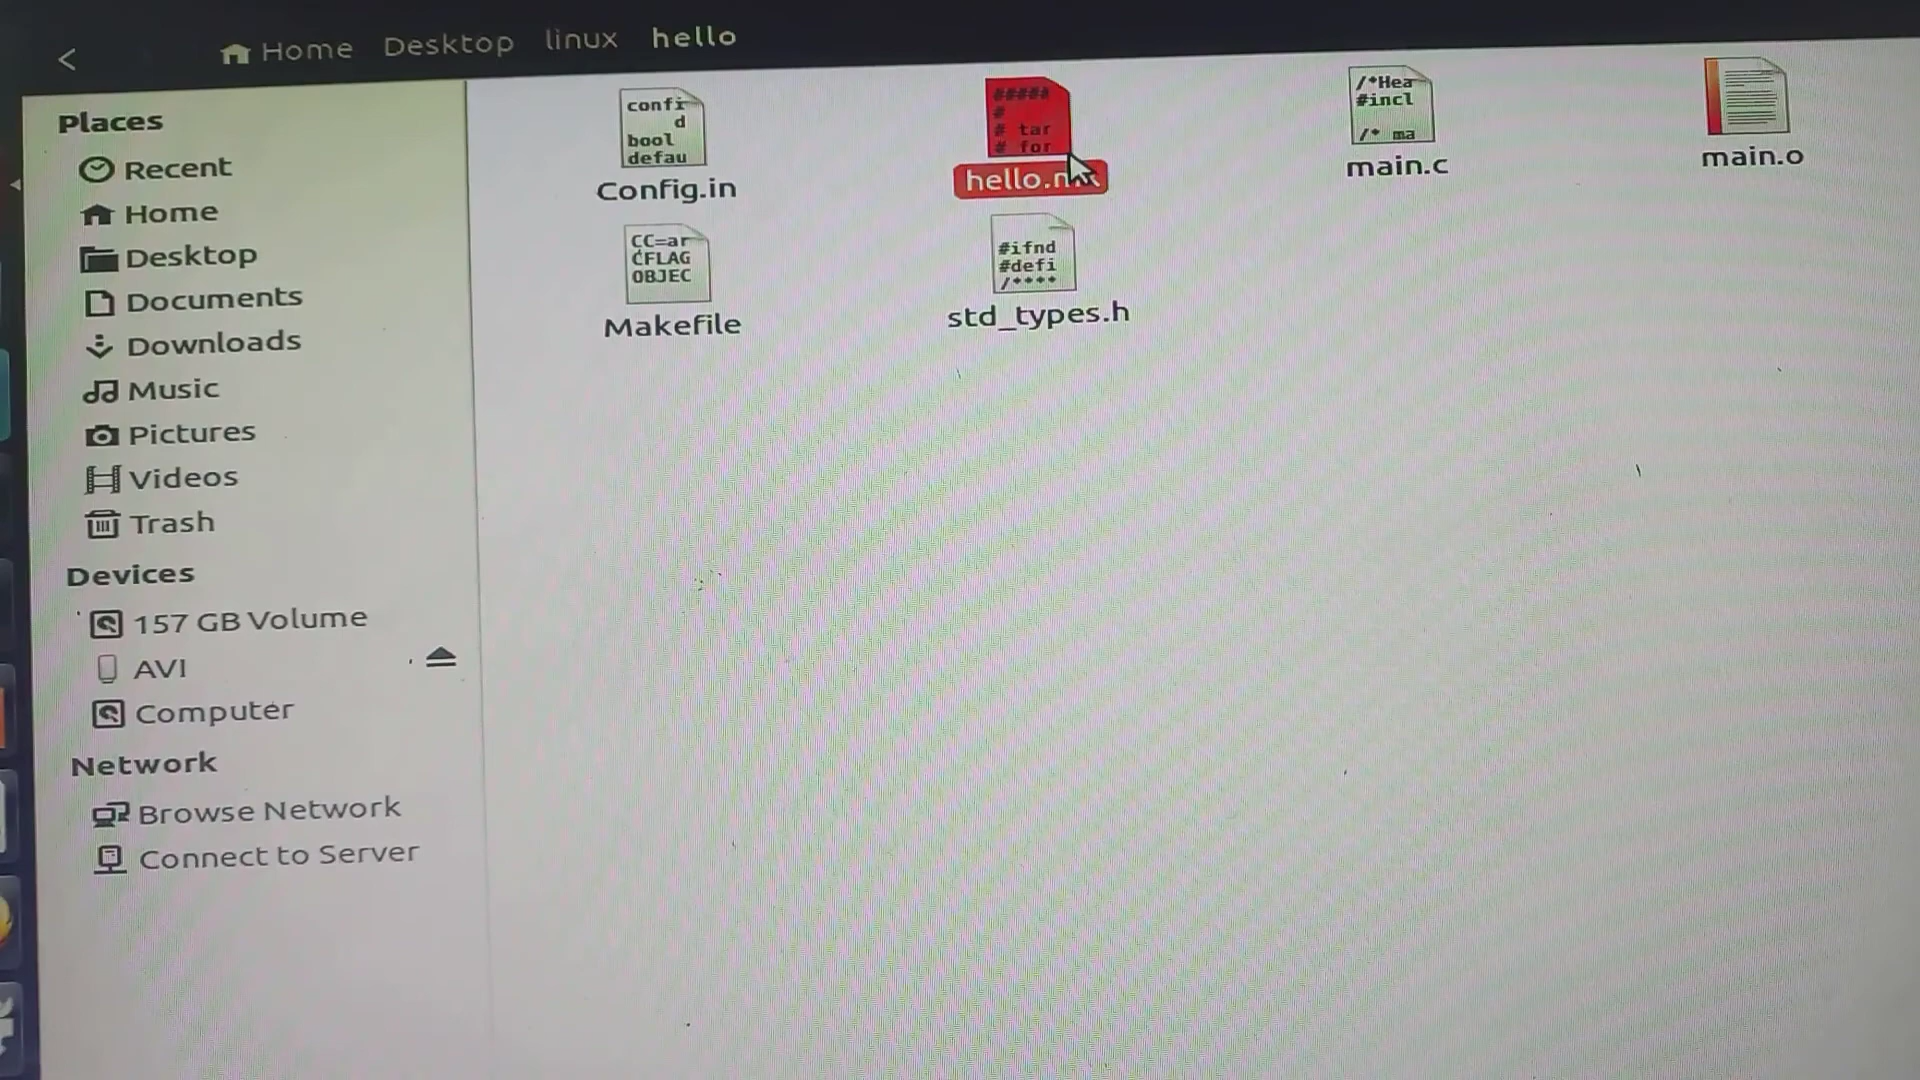 <
Home Desktop linux hello
Places
Recent
Home
Desktop
Documents
Downloads
Music
Pictures
Videos
Trash
Devices
157 GB Volume
AVI
Computer
Network
Browse Network
Connect to Server
confi
d
bool
defau
Config.in
#####
#
# tar
# for
hello.mk
/*Hea
#incl
/* ma
main.c
main.o
CC=ar
CFLAG
OBJEC
Makefile
#ifnd
#defi
/****
std_types.h